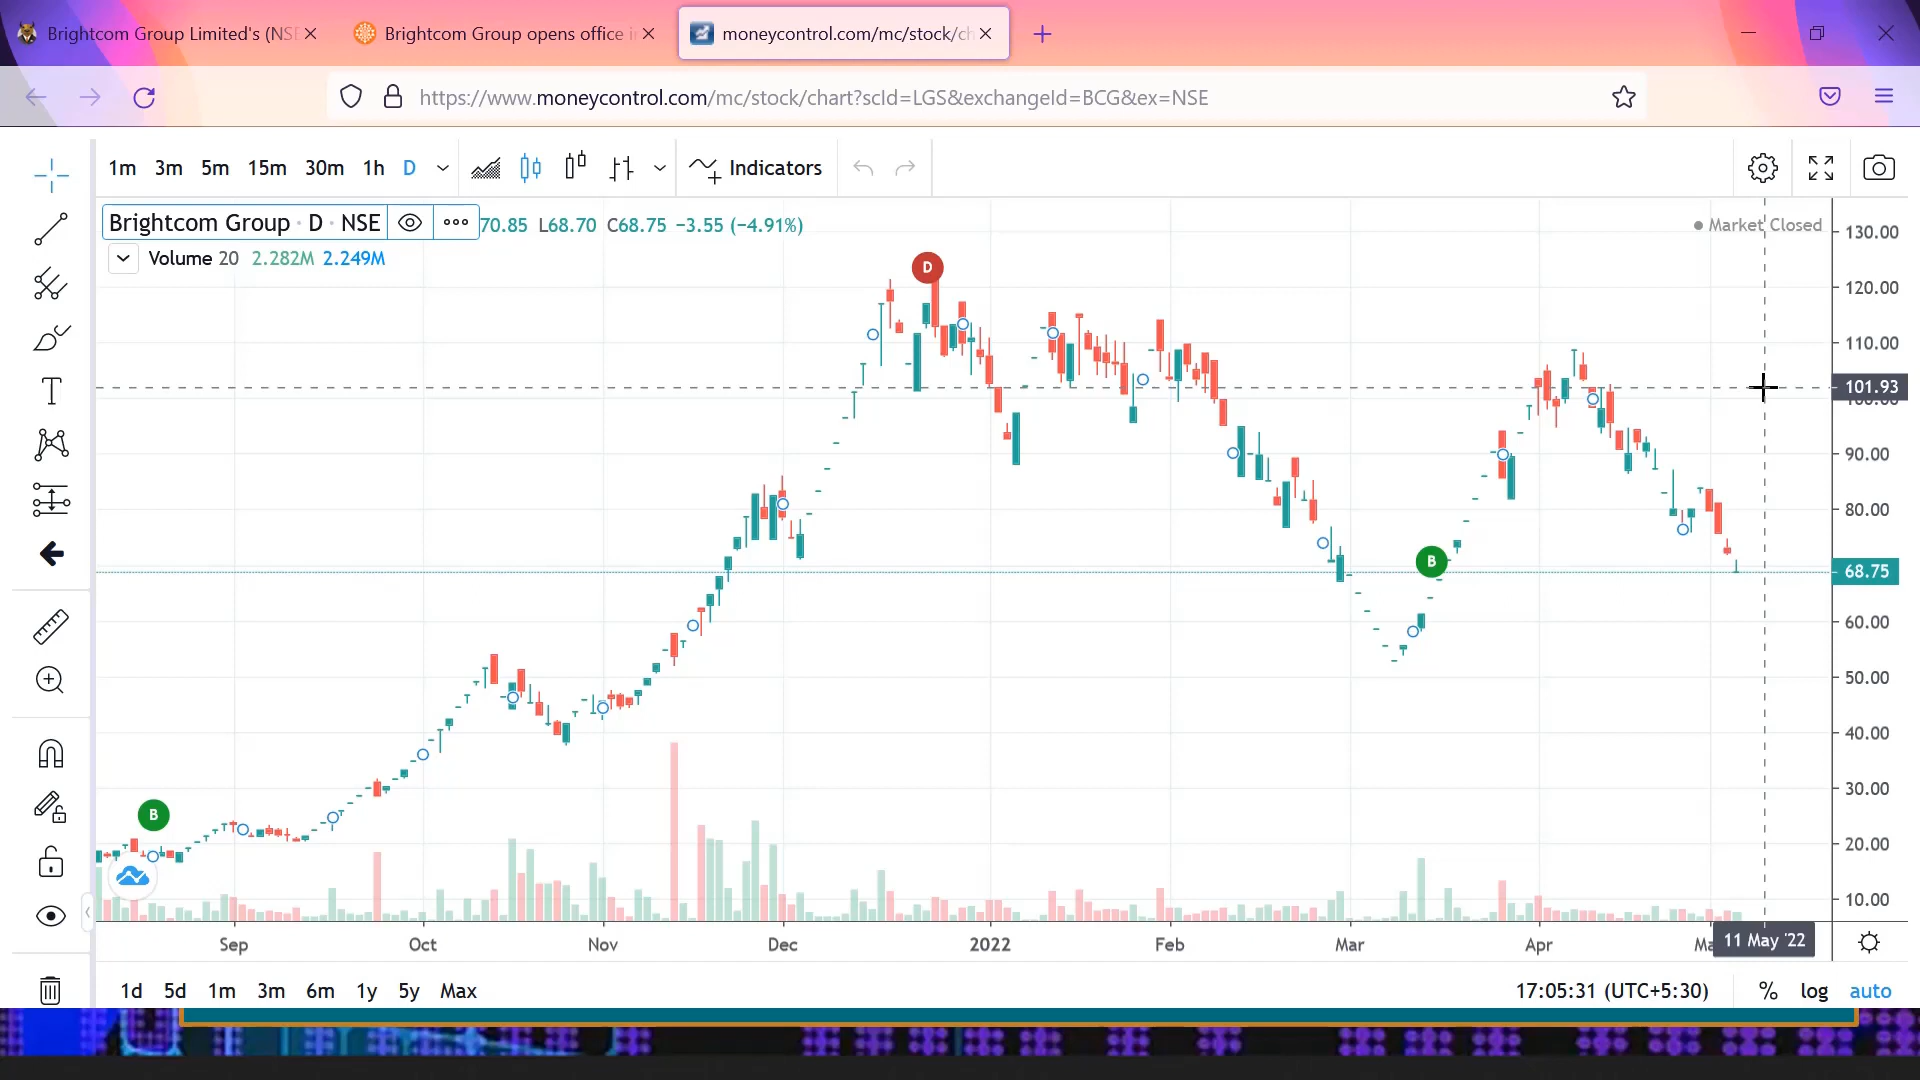 Brightcom Group Limited's (NSE
Brightcom Group opens office i
moneycontrol.com/mc/stock/ch
https://www.moneycontrol.com/mc/stock/chart?scId=LGS&exchangeId=BCG&ex=NSE
1m 3m 5m 15m 30m 1h D Indicators
Brightcom Group · D · NSE 70.85 L68.70 C68.75 −3.55 (−4.91%)
Market Closed
Volume 20 2.282M 2.249M
130.00
D
120.00
110.00
101.93
90.00
80.00
B
68.75
60.00
50.00
40.00
30.00
B
20.00
10.00
Sep Oct Nov Dec 2022 Feb Mar Apr 11 May '22
1d 5d 1m 3m 6m 1y 5y Max 17:05:31 (UTC+5:30) % log auto